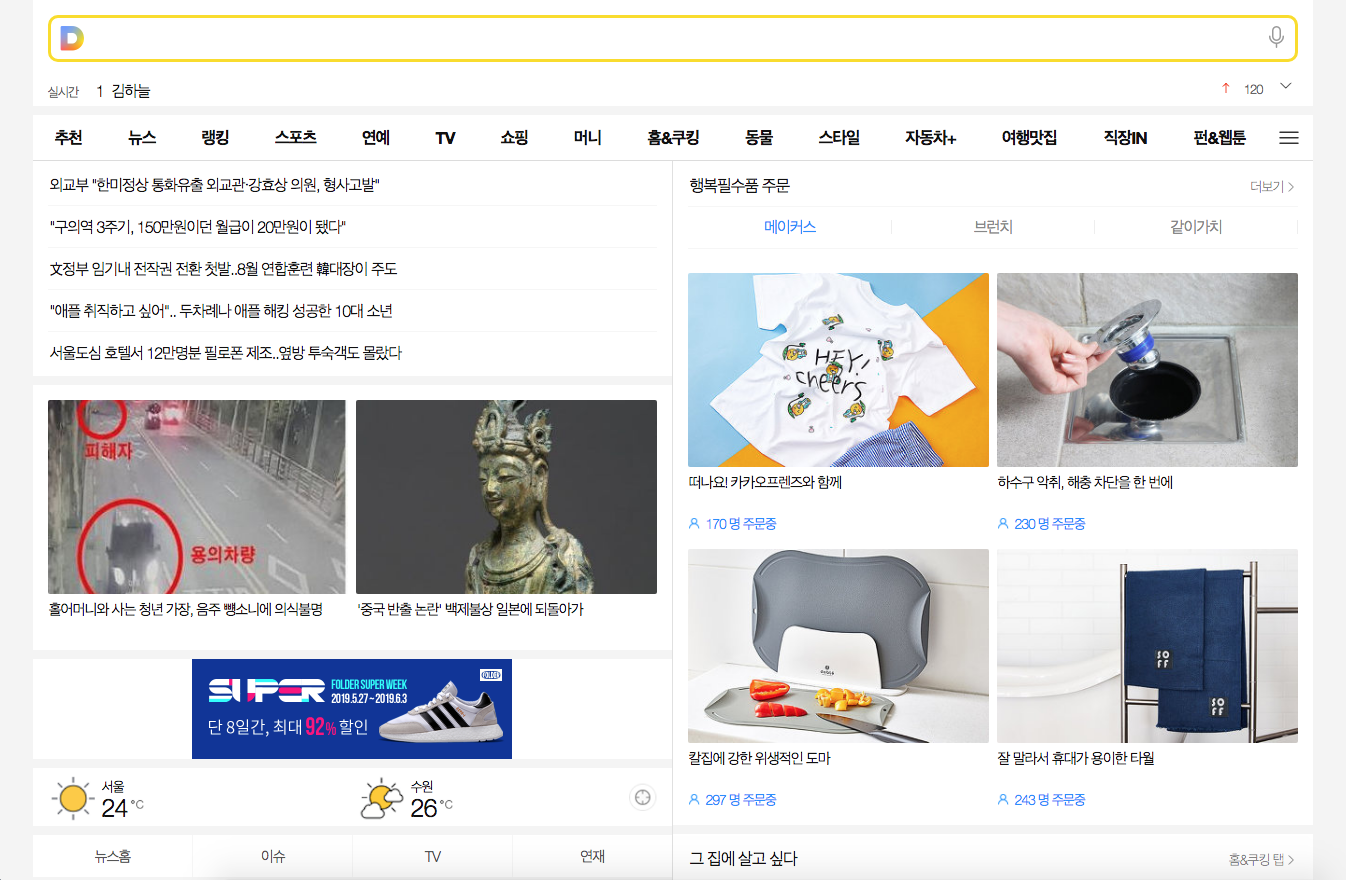 실시간 1 김하늘 120
추천 뉴스 랭킹 스포츠 연예 TV 쇼핑 머니 홈&쿠킹 동물 스타일 자동차+ 여행맛집 직장IN 펀&웹툰
외교부 "한미정상 통화유출 외교관·강효상 의원, 형사고발"
"구의역 3주기, 150만원이던 월급이 20만원이 됐다"
文정부 임기내 전작권 전환 첫발..8월 연합훈련 韓대장이 주도
"애플 취직하고 싶어".. 두차례나 애플 해킹 성공한 10대 소년
서울도심 호텔서 12만명분 필로폰 제조..옆방 투숙객도 몰랐다
피해자
용의차량
홀어머니와 사는 청년 가장, 음주 뺑소니에 의식불명
'중국 반출 논란' 백제불상 일본에 되돌아가
SUPER FOLDER SUPER WEEK
2019.5.27~2019.6.3
FOLDER
단 8일간, 최대 92% 할인
서울
24 °C
수원
26 °C
뉴스홈 이슈 TV 연재
행복필수품 주문 더보기
메이커스 브런치 같이가치
HEY!
cheers
떠나요! 카카오프렌즈와 함께
170 명 주문중
하수구 악취, 해충 차단을 한 번에
230 명 주문중
칼집에 강한 위생적인 도마
297 명 주문중
SO
FF
SO
FF
잘 말라서 휴대가 용이한 타월
243 명 주문중
그 집에 살고 싶다 홈&쿠킹 탭